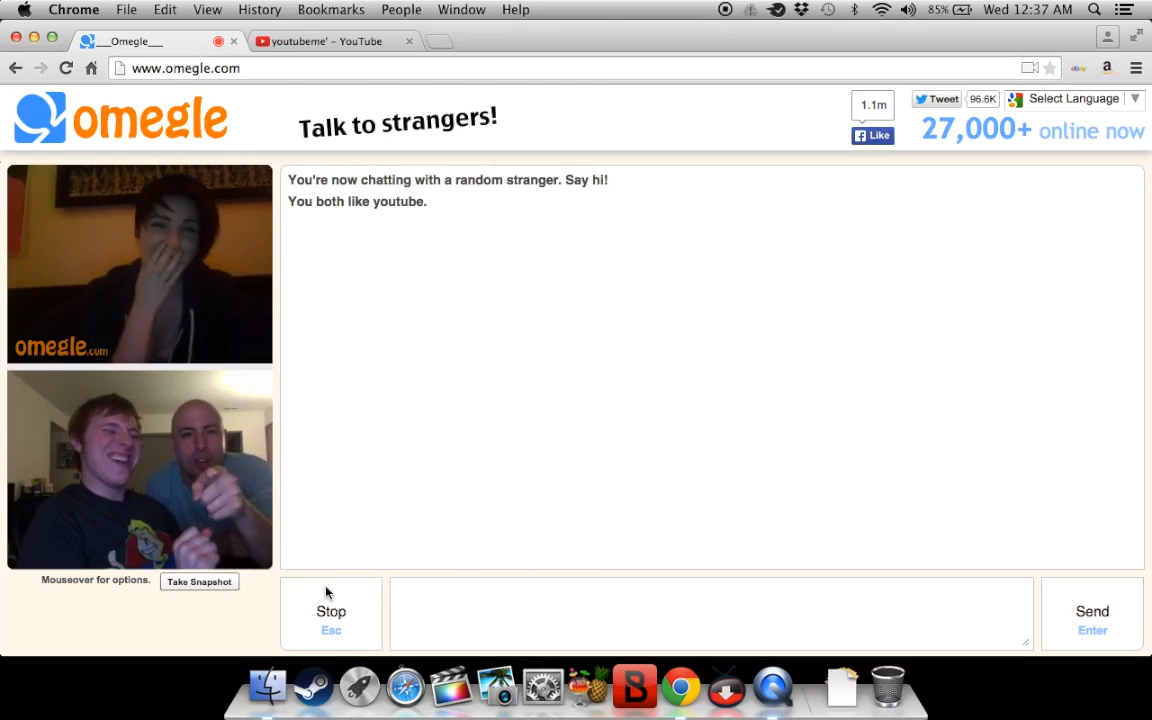 Chrome File Edit View History Bookmarks People Window Help 85% Wed 12:37 AM
__Omegle__ youtubeme' – YouTube
www.omegle.com ebay a
omegle Talk to strangers! 1.1m Like Tweet 96.6K Select Language
27,000+ online now
You're now chatting with a random stranger. Say hi!
You both like youtube.
omegle.com
Mouseover for options. Take Snapshot
Stop
Esc
Send
Enter
B